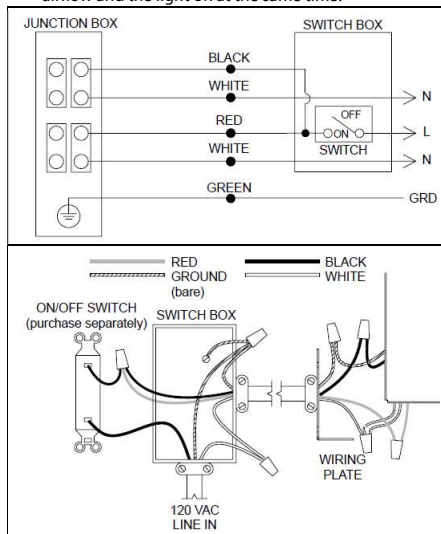 airflow and the light on at the same time.
JUNCTION BOX
SWITCH BOX
BLACK
WHITE
N
RED
OFF
ON
L
SWITCH
WHITE
N
GREEN
GRD
RED
BLACK
GROUND
(bare)
WHITE
ON/OFF SWITCH
(purchase separately)
SWITCH BOX
WIRING
PLATE
120 VAC
LINE IN